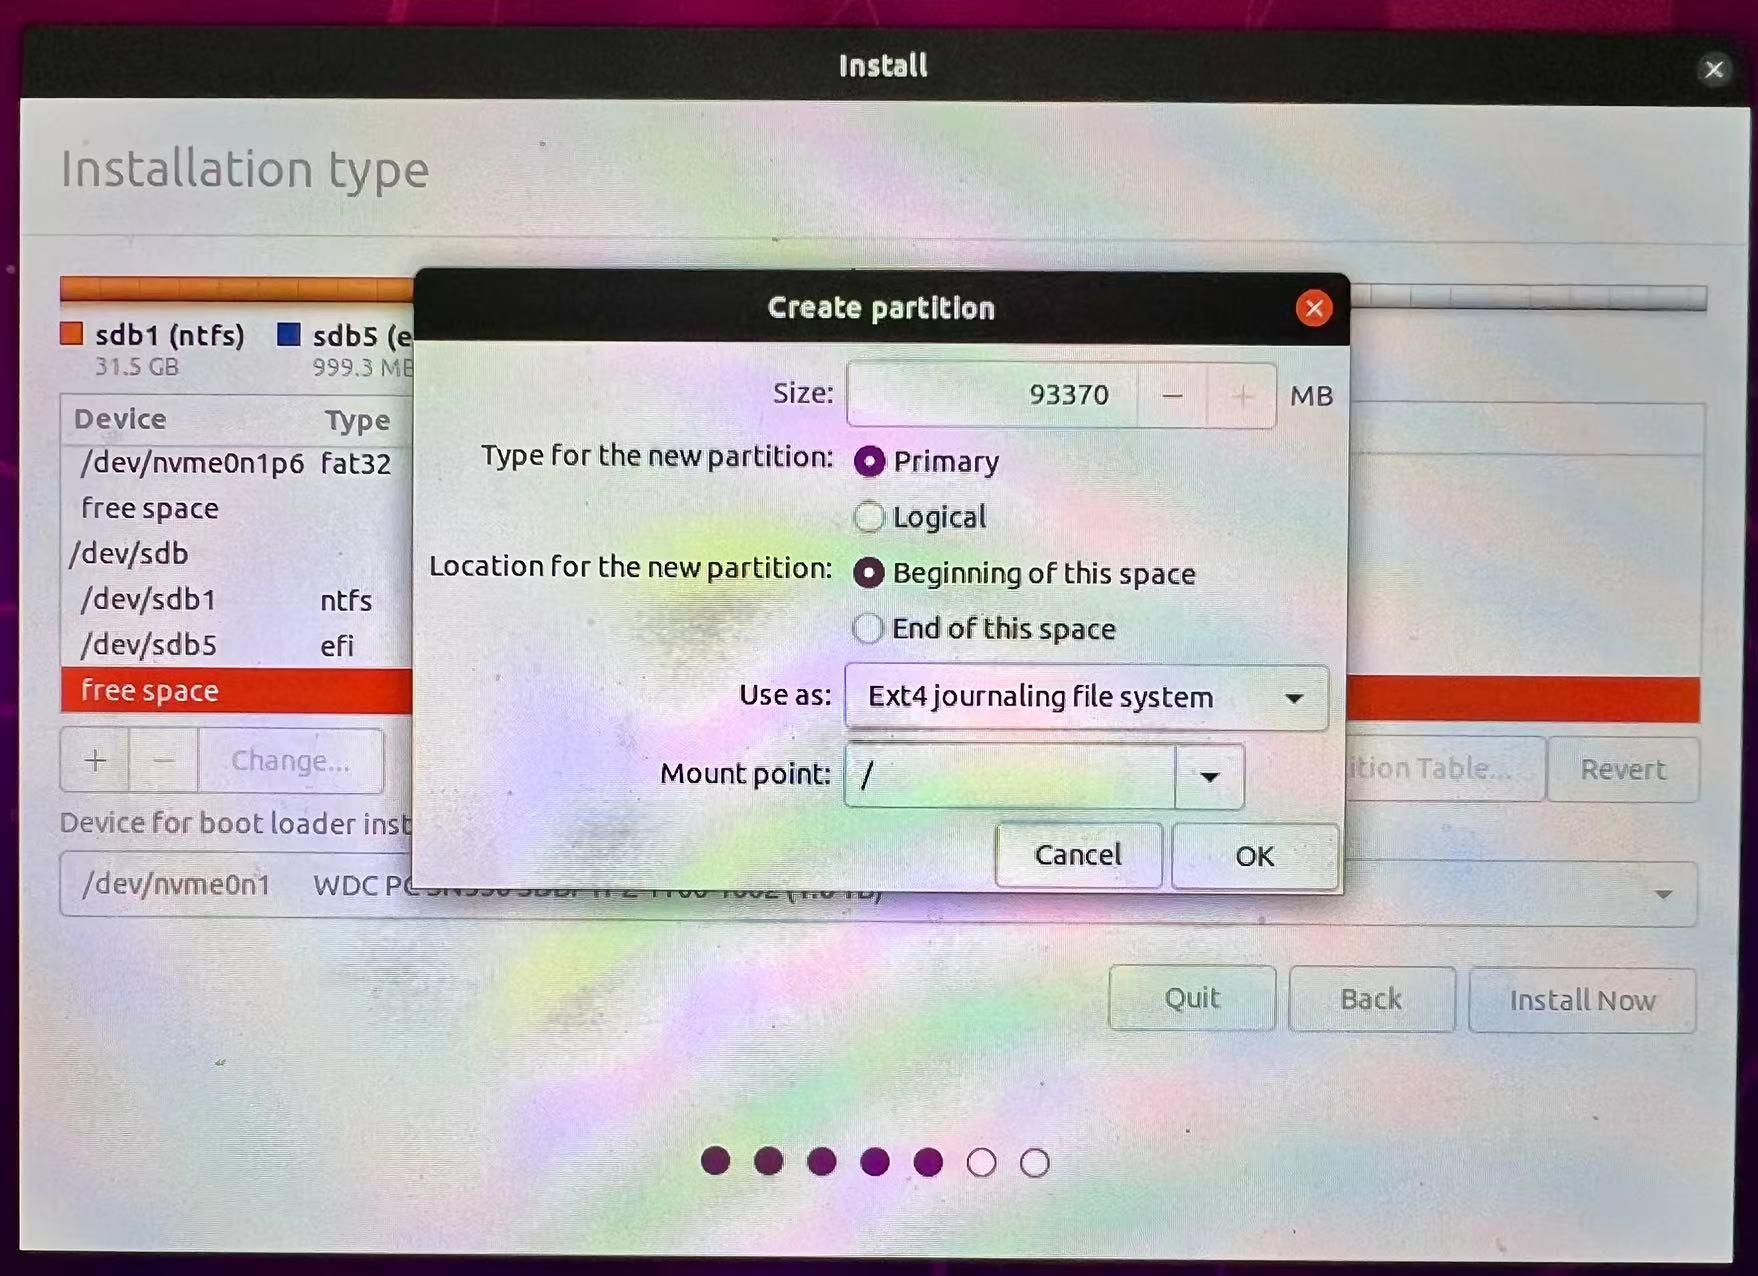 Install
Installation type
Create partition
sdb1 (ntfs) sdb5 (e
31.5 GB 999.3 MB
Size: 93370 MB
Device Type
Type for the new partition: Primary
/dev/nvme0n1p6 fat32
free space
Logical
/dev/sdb
Location for the new partition: Beginning of this space
/dev/sdb1 ntfs
End of this space
/dev/sdb5 efi
free space
Use as: Ext4 journaling file system
+ − Change...
Mount point: /
ition Table... Revert
Device for boot loader inst
Cancel OK
/dev/nvme0n1 WDC PC
Quit Back Install Now